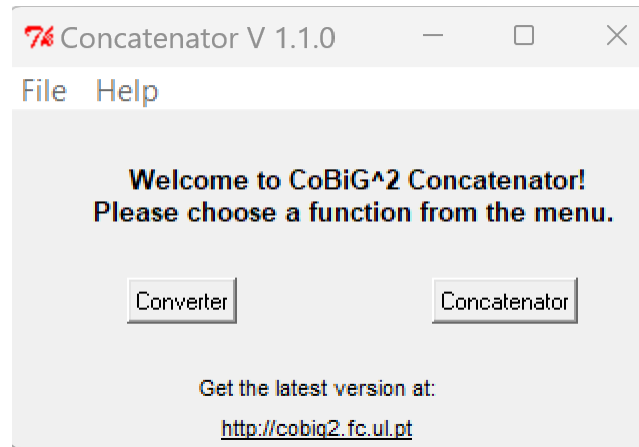 Concatenator V 1.1.0
File Help
Welcome to CoBiG^2 Concatenator!
Please choose a function from the menu.
Converter Concatenator
Get the latest version at:
http://cobig2.fc.ul.pt